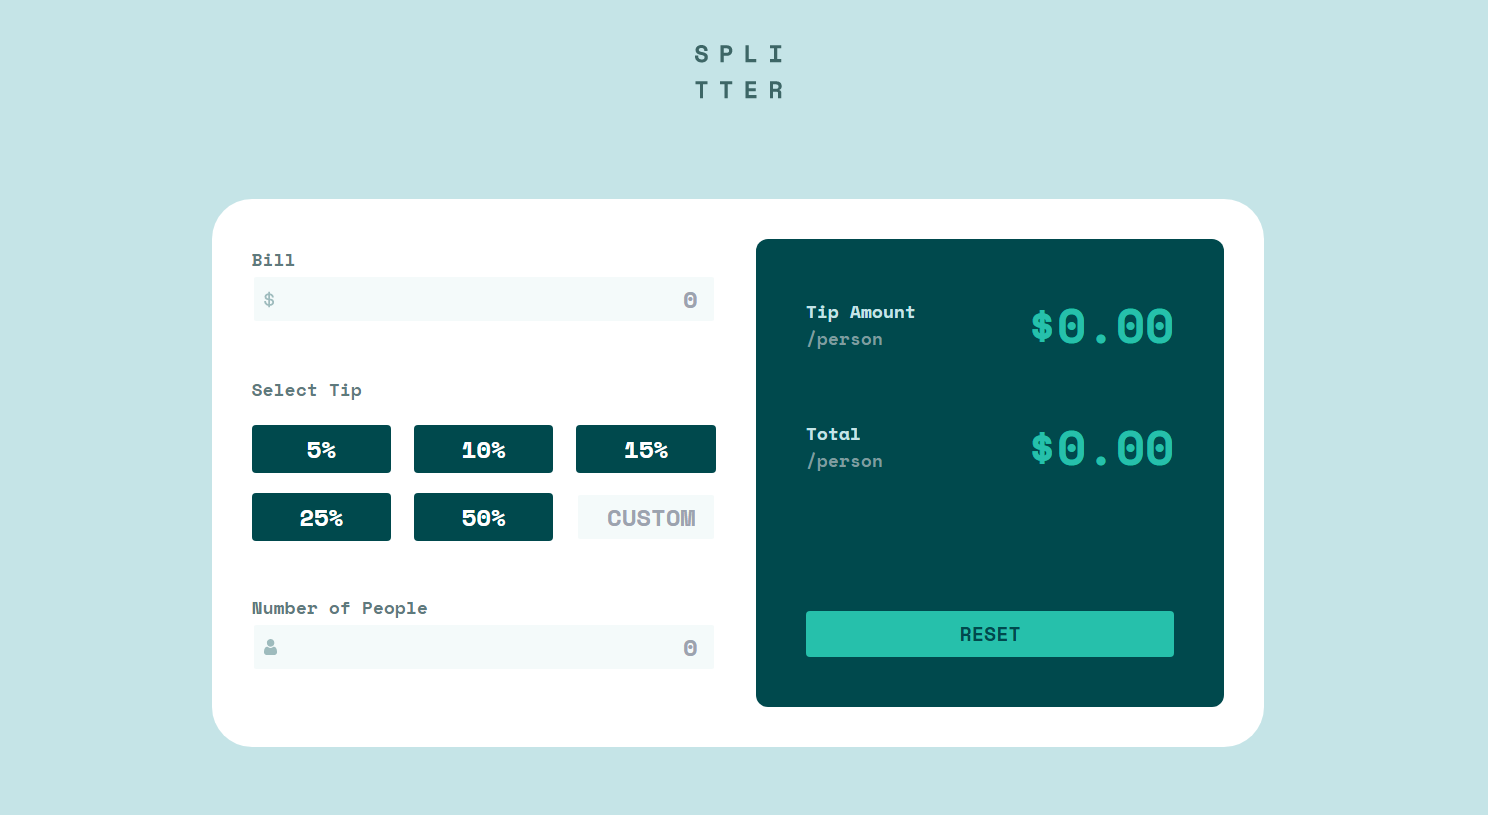 SPLI
TTER
Bill
$ 0
Select Tip
5% 10% 15%
25% 50% CUSTOM
Number of People
0
Tip Amount
/person
$0.00
Total
/person
$0.00
RESET